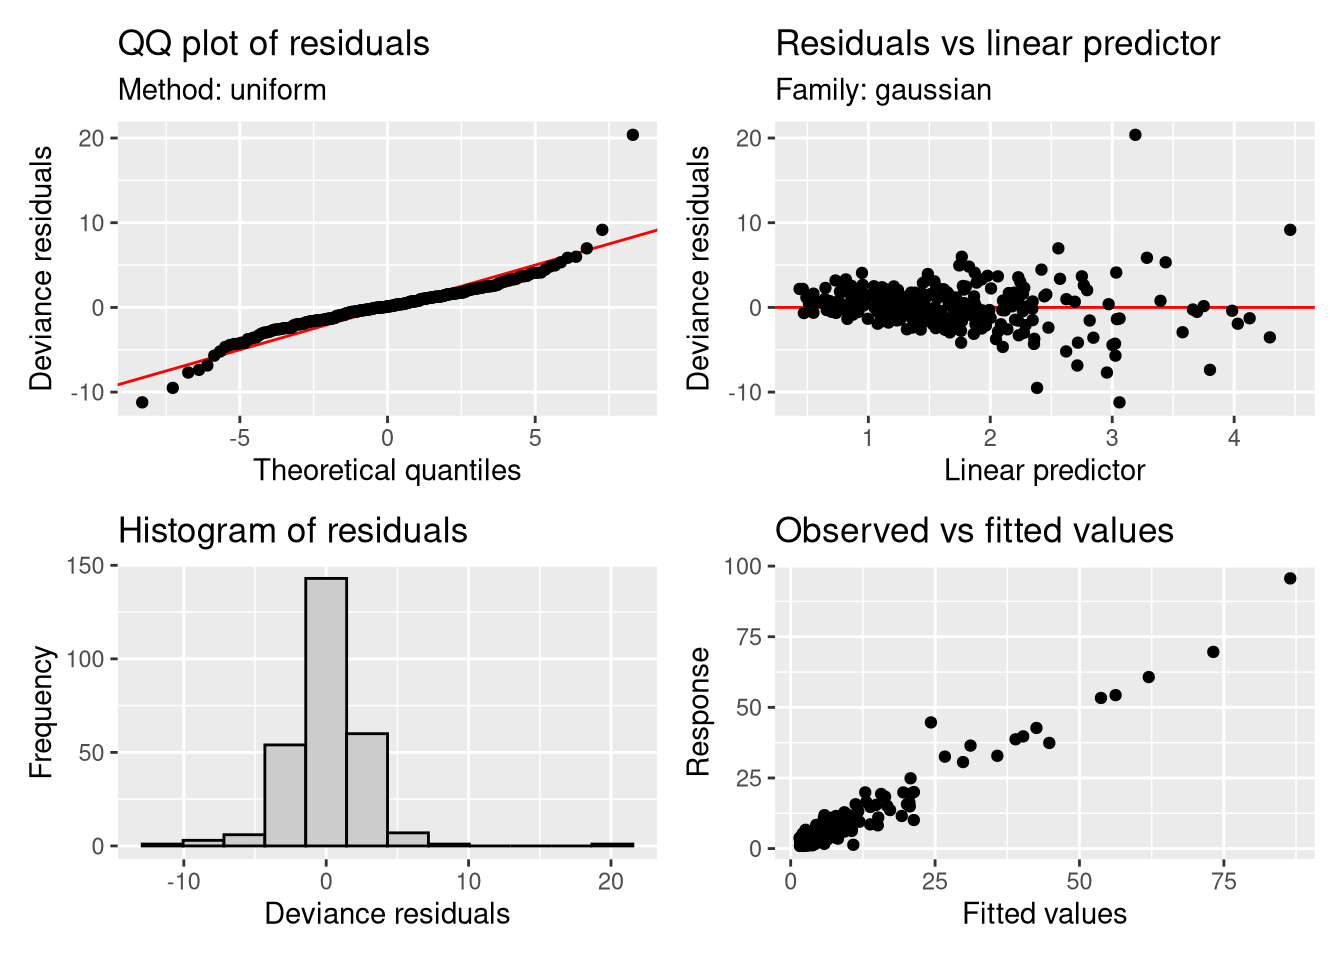 QQ plot of residuals
Method: uniform
Deviance residuals
20
10
0
-10
-5
0
5
Theoretical quantiles
Residuals vs linear predictor
Family: gaussian
Deviance residuals
20
10
0
-10
1
2
3
4
Linear predictor
Histogram of residuals
Frequency
150
100
50
0
-10
0
10
20
Deviance residuals
Observed vs fitted values
Response
100
75
50
25
0
0
25
50
75
Fitted values